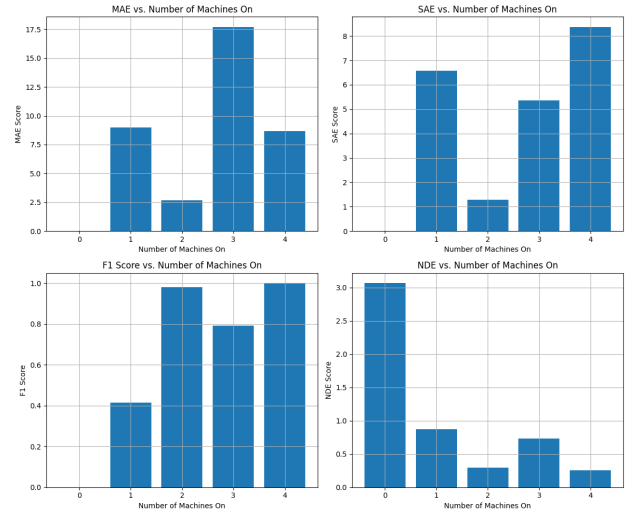 MAE vs. Number of Machines On
17.5
15.0
12.5
10.0
7.5
5.0
2.5
0.0
MAE Score
0 1 2 3 4
Number of Machines On
SAE vs. Number of Machines On
8
7
6
5
4
3
2
1
0
SAE Score
0 1 2 3 4
Number of Machines On
F1 Score vs. Number of Machines On
1.0
0.8
0.6
0.4
0.2
0.0
F1 Score
0 1 2 3 4
Number of Machines On
NDE vs. Number of Machines On
3.0
2.5
2.0
1.5
1.0
0.5
0.0
NDE Score
0 1 2 3 4
Number of Machines On